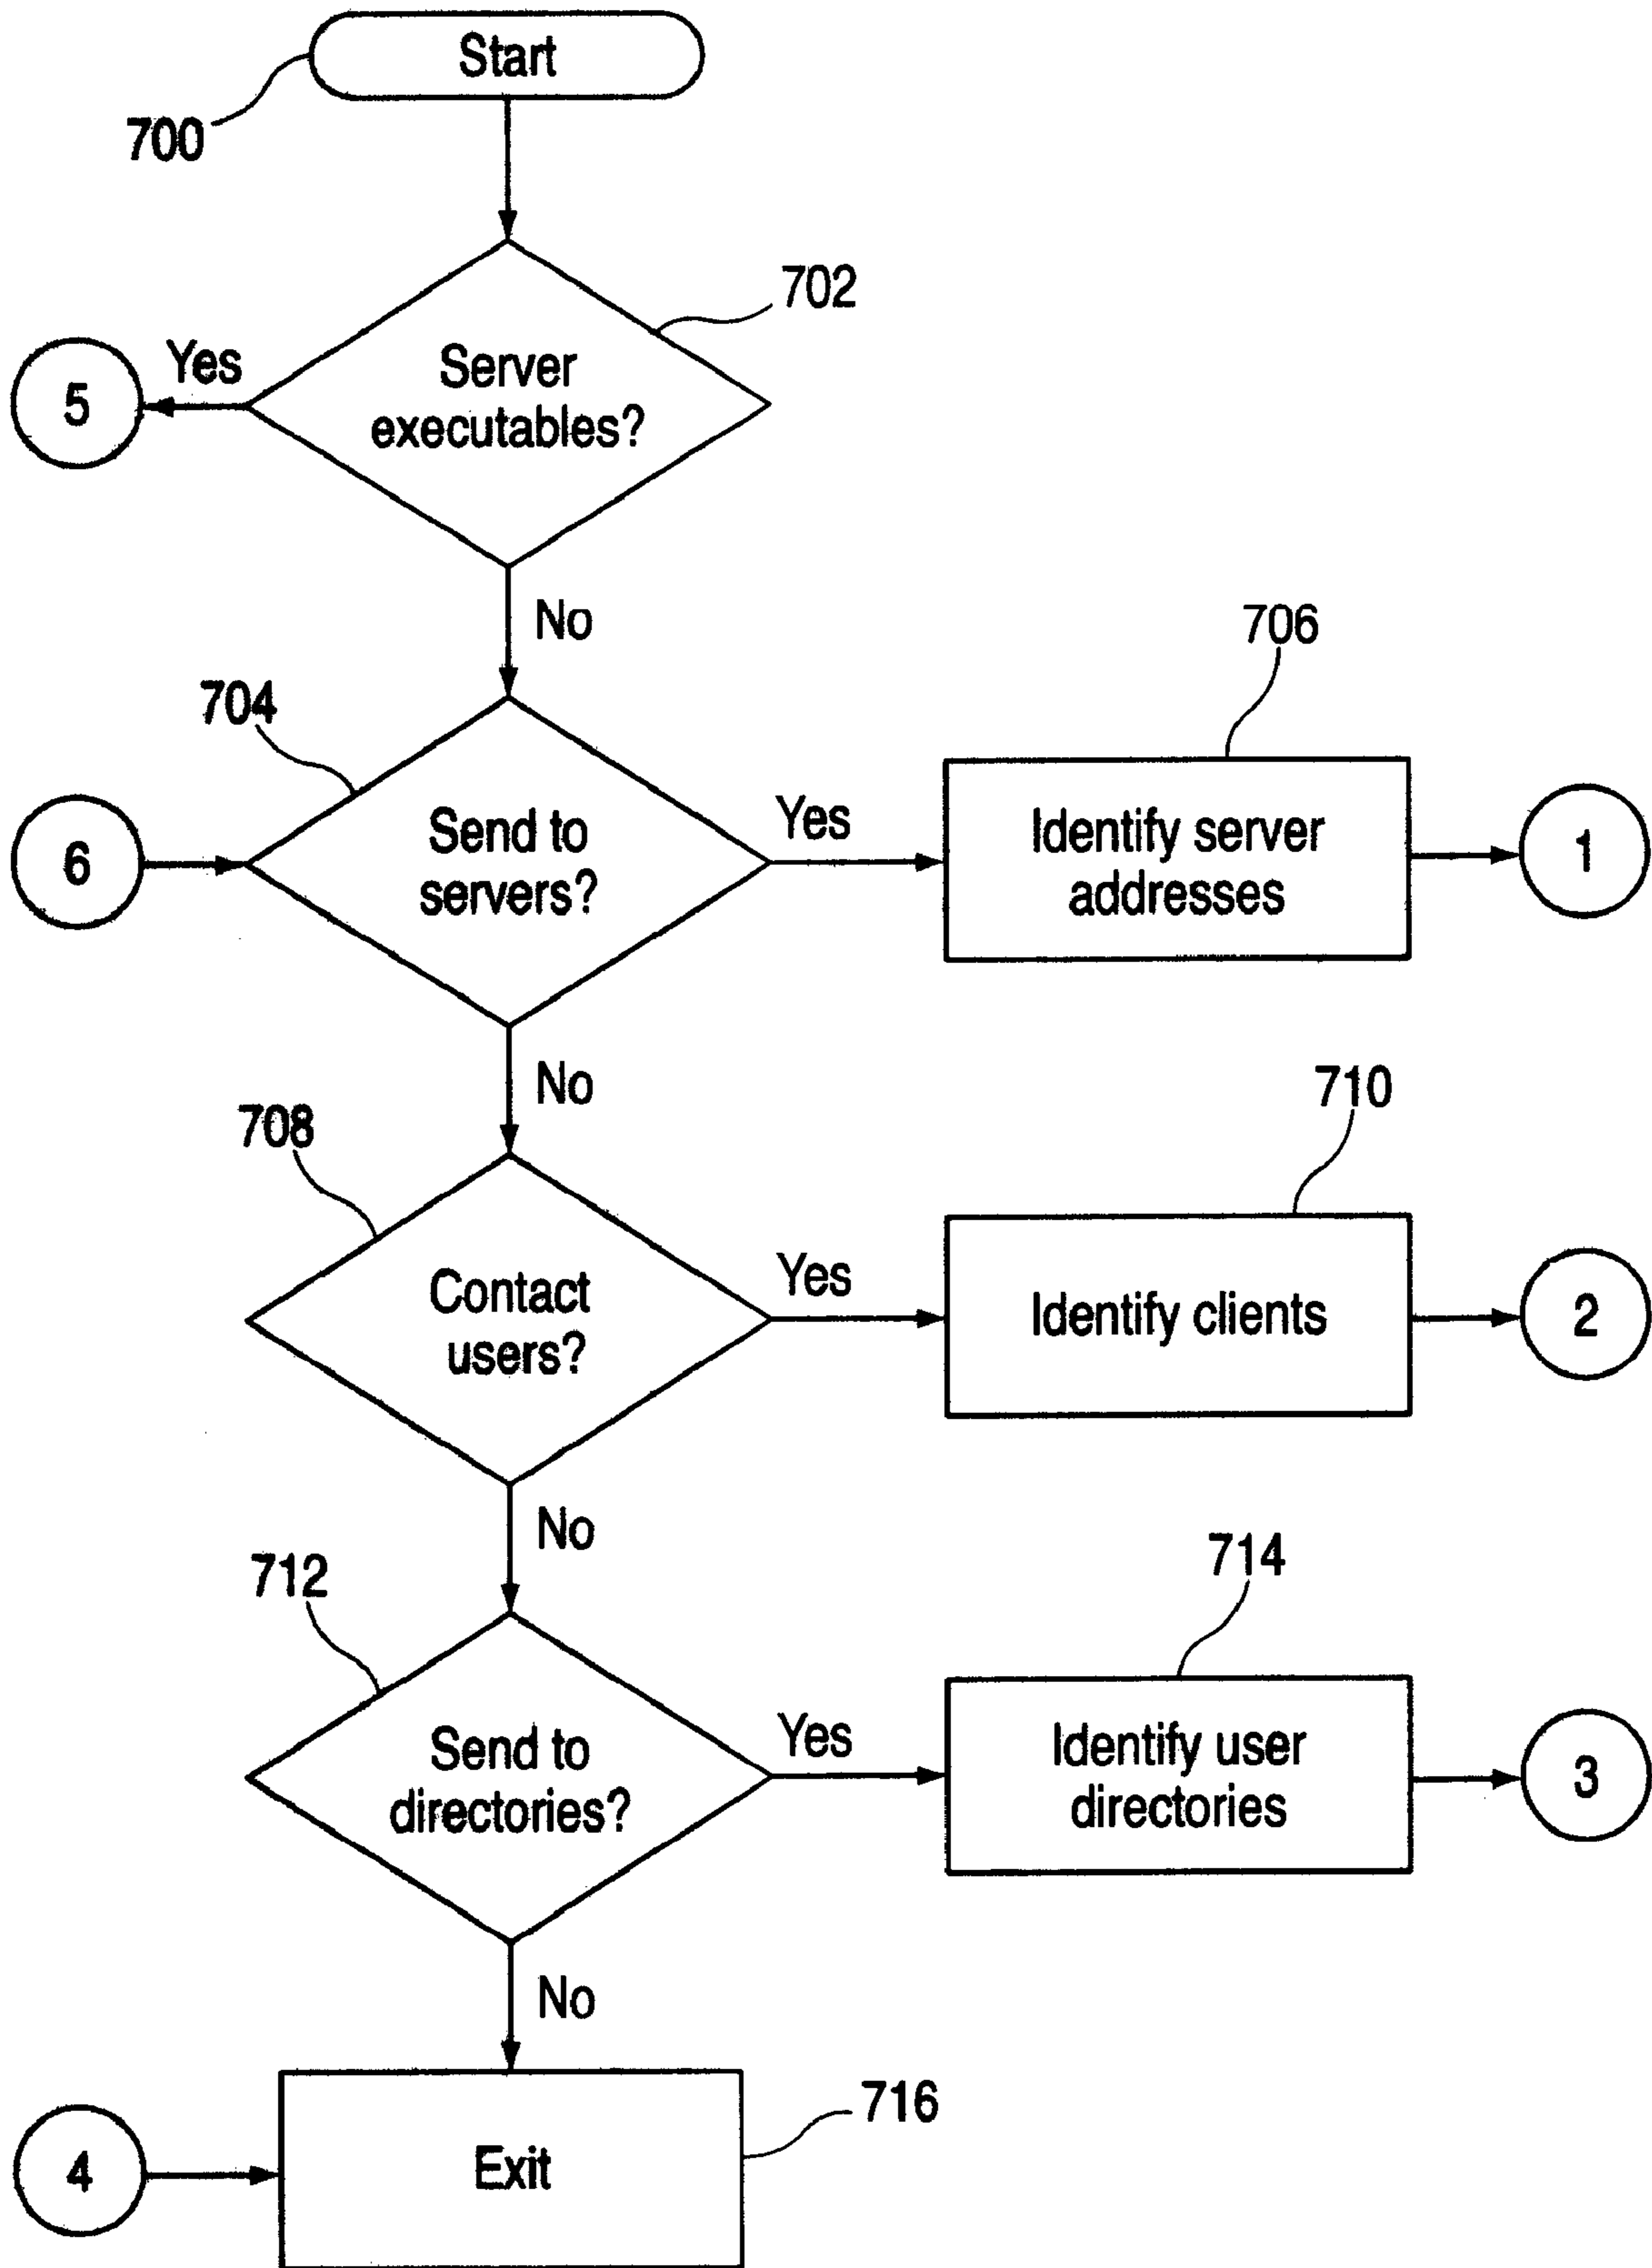 Start
700
702
Yes
5
Server
executables?
No
706
704
6
Send to
servers?
Yes
Identify server
addresses
1
No
710
708
Contact
users?
Yes
Identify clients
2
No
714
712
Send to
directories?
Yes
Identify user
directories
3
No
716
4
Exit